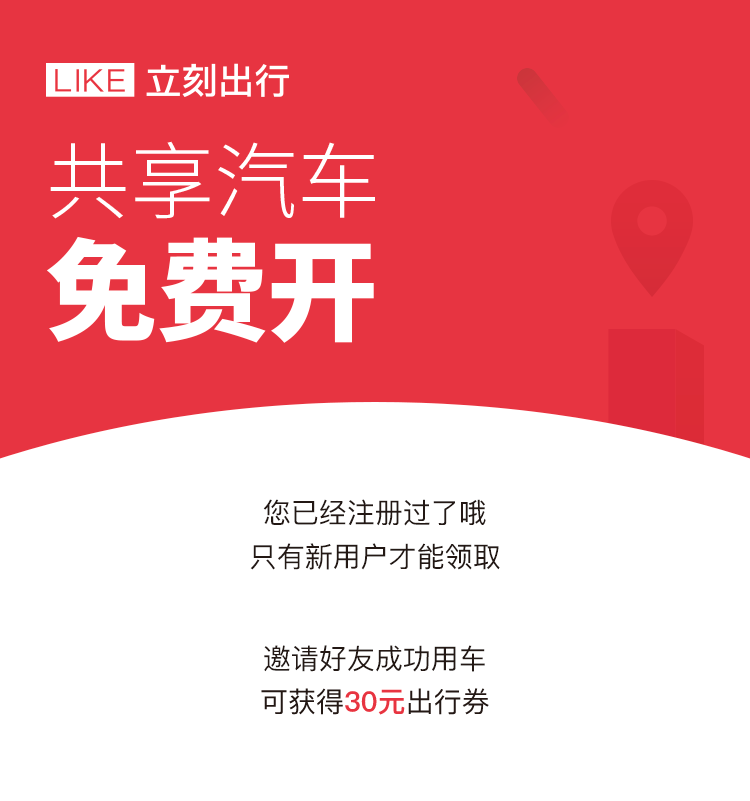 LIKE 立刻出行
共享汽车
免费开
您已经注册过了哦
只有新用户才能领取
邀请好友成功用车
可获得30元出行券